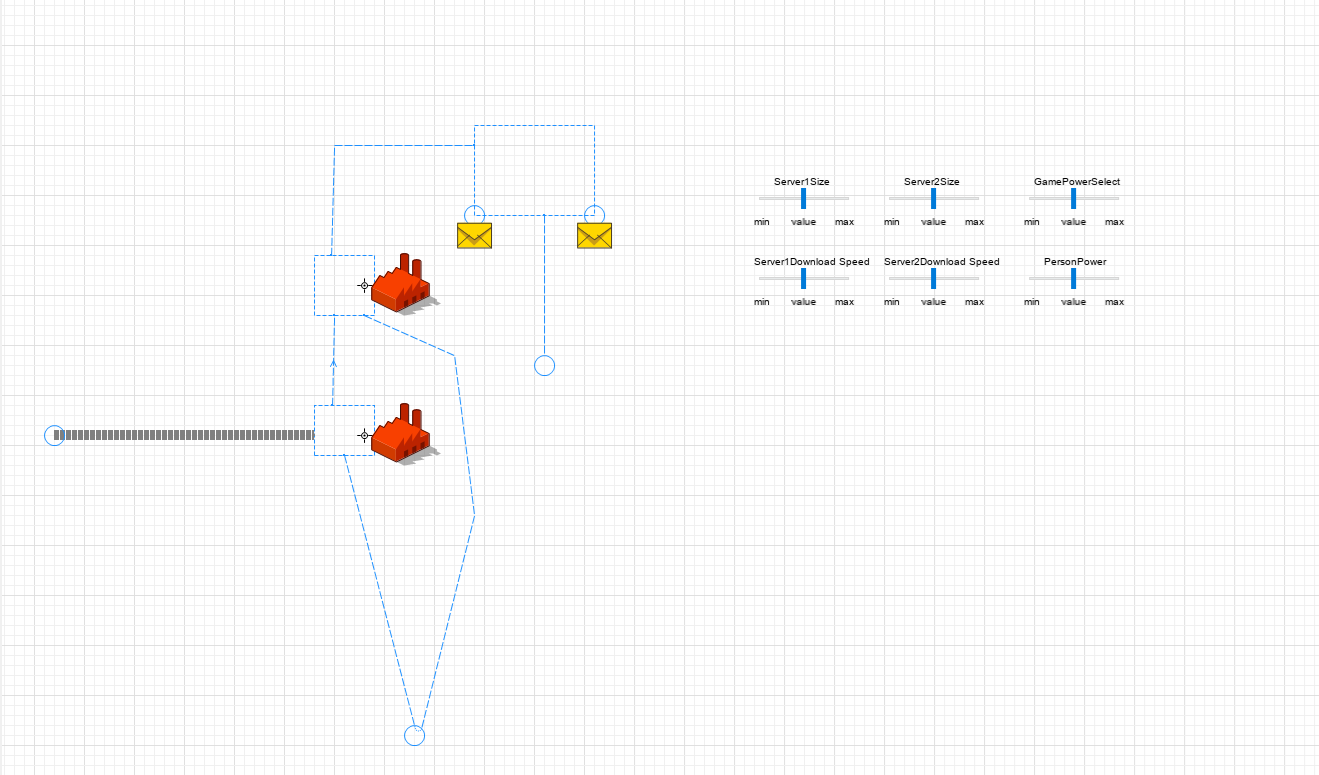 Server1Size Server2Size GamePowerSelect
min value max min value max min value max
Server1Download Speed Server2Download Speed PersonPower
min value max min value max min value max